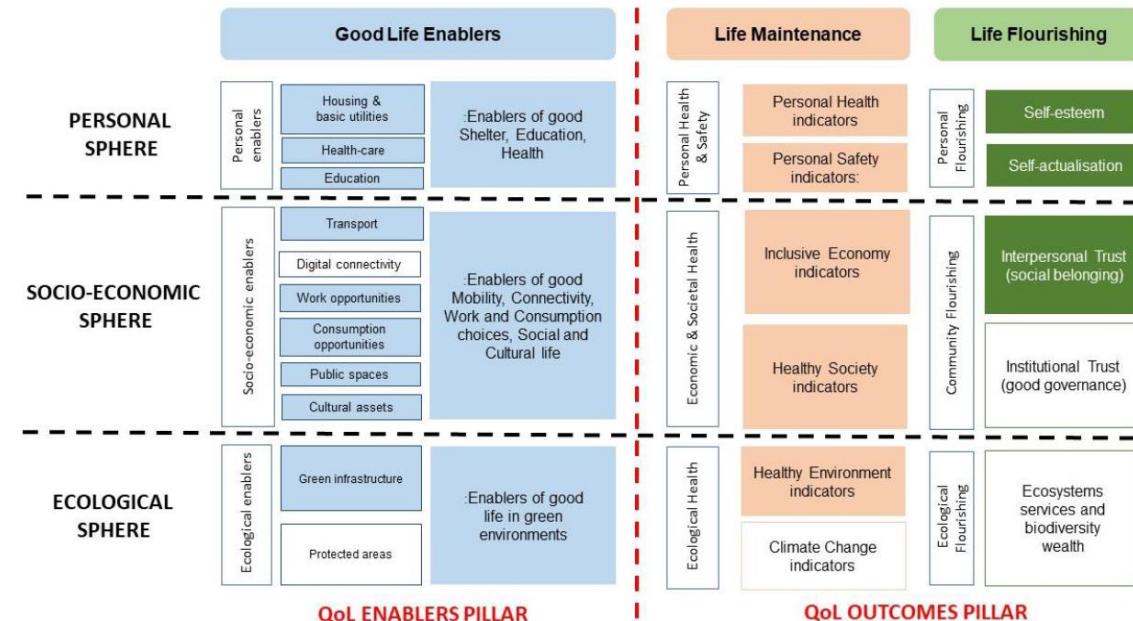 Good Life Enablers
Life Maintenance
Life Flourishing
PERSONAL
SPHERE
Personal
enablers
Housing &
basic utilities
Health-care
Education
:Enablers of good
Shelter, Education,
Health
Personal Health
& Safety
Personal Health
indicators
Personal Safety
indicators:
Personal
Flourishing
Self-esteem
Self-actualisation
SOCIO-ECONOMIC
SPHERE
Socio-economic enablers
Transport
Digital connectivity
Work opportunities
Consumption
opportunities
Public spaces
Cultural assets
:Enablers of good
Mobility, Connectivity,
Work and Consumption
choices, Social and
Cultural life
Economic & Societal Health
Inclusive Economy
indicators
Healthy Society
indicators
Community Flourishing
Interpersonal Trust
(social belonging)
Institutional Trust
(good governance)
ECOLOGICAL
SPHERE
Ecological enablers
Green infrastructure
Protected areas
:Enablers of good
life in green
environments
Ecological Health
Healthy Environment
indicators
Climate Change
indicators
Ecological
Flourishing
Ecosystems
services and
biodiversity
wealth
QoL ENABLERS PILLAR
QoL OUTCOMES PILLAR